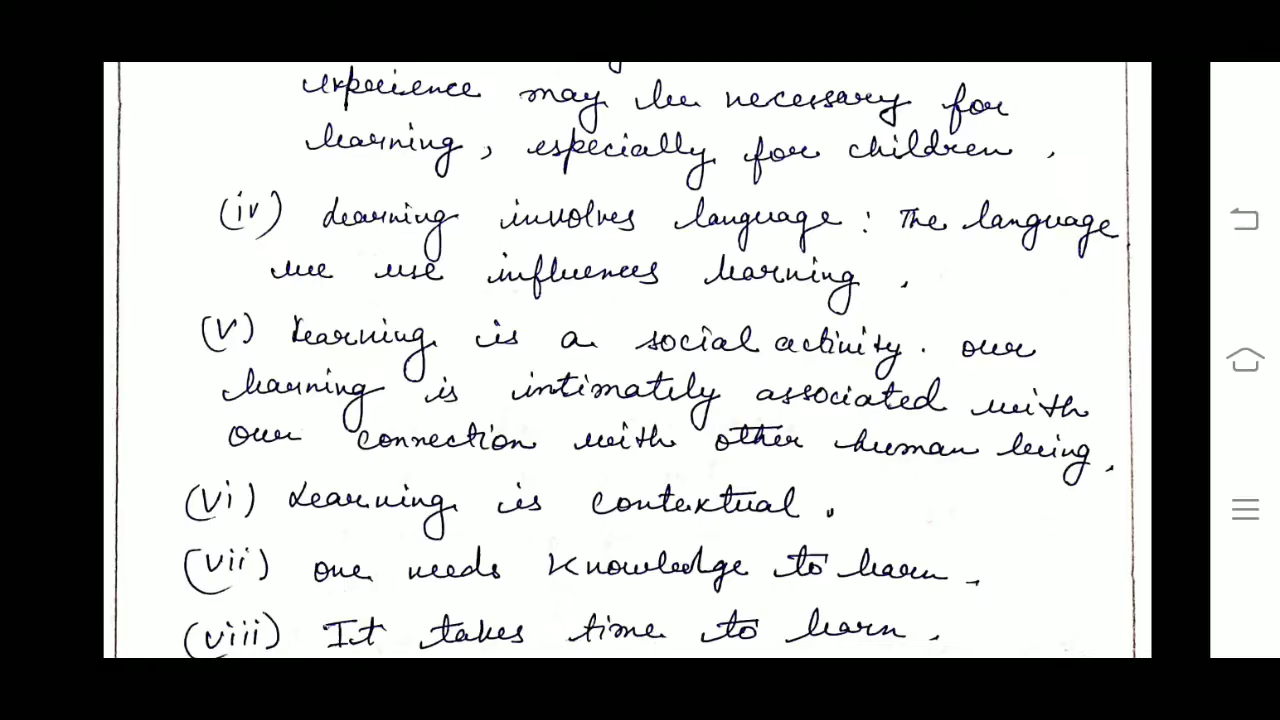 experience may be necessary for
learning, especially for children.
(iv) Learning involves language: The language
we use influences learning.
(v) Learning is a social activity. our
learning is intimately associated with
our connection with other human being.
(vi) Learning is contextual.
(vii) one needs knowledge to learn.
(viii) It takes time to learn.